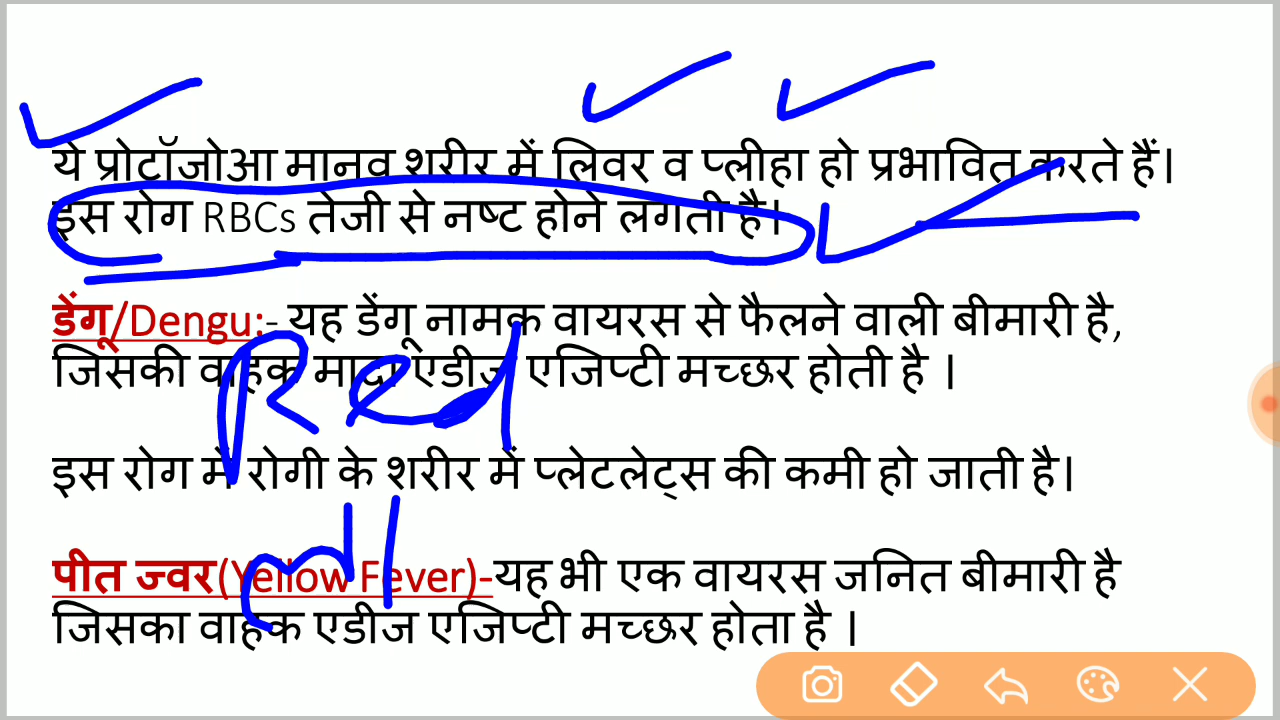 ये प्रोटॉजोआ मानव शरीर में लिवर व प्लीहा हो प्रभावित करते हैं।
इस रोग RBCs तेजी से नष्ट होने लगती है।
डेंगू/Dengu:- यह डेंगू नामक वायरस से फैलने वाली बीमारी है,
जिसकी वाहक मादा एडीज एजिप्टी मच्छर होती है ।
Red
इस रोग में रोगी के शरीर में प्लेटलेट्स की कमी हो जाती है।
पीत ज्वर(Yellow Fever)-यह भी एक वायरस जनित बीमारी है
जिसका वाहक एडीज एजिप्टी मच्छर होता है ।